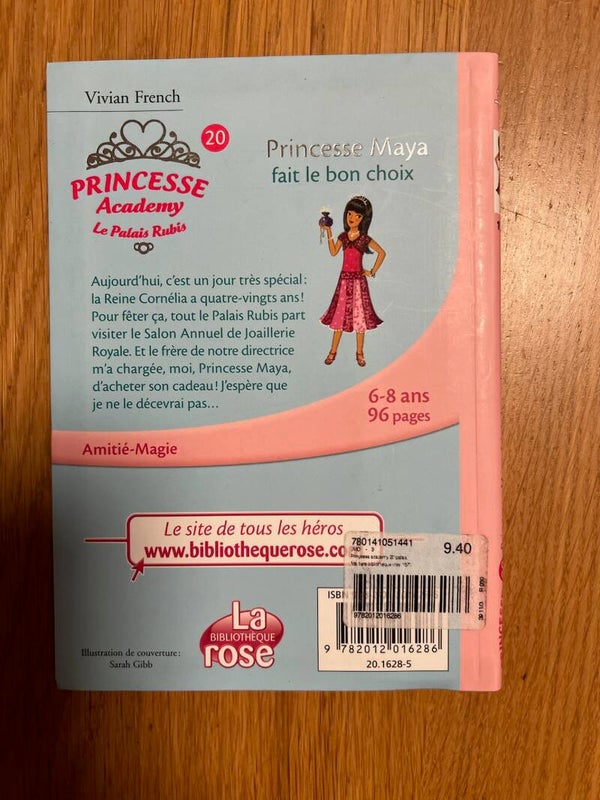 Vivian French
20
PRINCESSE
Academy
Le Palais Rubis
Princesse Maya
fait le bon choix
Aujourd'hui, c'est un jour très spécial :
la Reine Cornélia a quatre-vingts ans !
Pour fêter ça, tout le Palais Rubis part
visiter le Salon Annuel de Joaillerie
Royale. Et le frère de notre directrice
m'a chargée, moi, Princesse Maya,
d'acheter son cadeau ! J'espère que
je ne le décevrai pas…
6-8 ans
96 pages
Amitié-Magie
Le site de tous les héros
www.bibliothequerose.co
780141051441
9.40
9782012016286
ISBN
La
BIBLIOTHÈQUE
rose
9 782012 016286
20.1628-5
Illustration de couverture :
Sarah Gibb